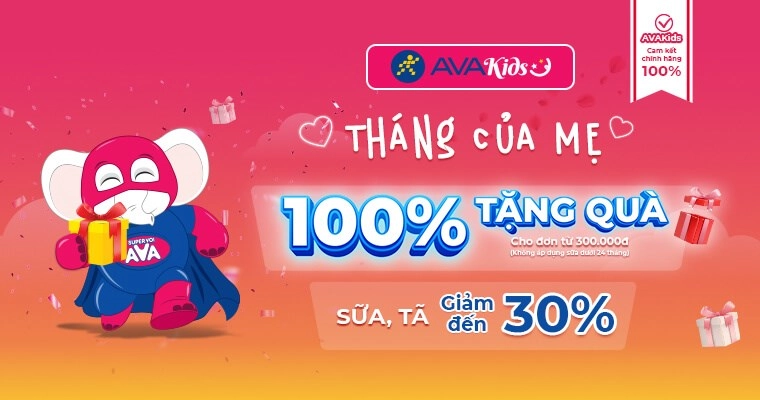 AVAKids
AVAKids
Cam kết
chính hãng
100%
THÁNG CỦA MẸ
100% TẶNG QUÀ
Cho đơn từ 300.000đ
(Không áp dụng sữa dưới 24 tháng)
SUPER VOI
AVA
SỮA, TÃ Giảm đến 30%